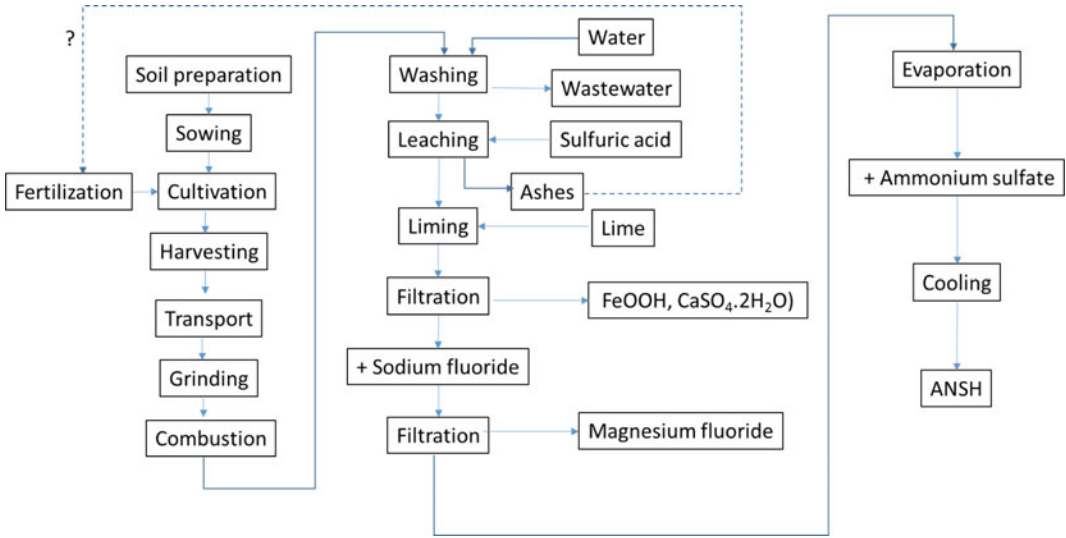 ?
Soil preparation
Sowing
Fertilization
Cultivation
Harvesting
Transport
Grinding
Combustion
Water
Washing
Wastewater
Leaching
Sulfuric acid
Ashes
Liming
Lime
Filtration
FeOOH, CaSO₄.2H₂O)
+ Sodium fluoride
Filtration
Magnesium fluoride
Evaporation
+ Ammonium sulfate
Cooling
ANSH